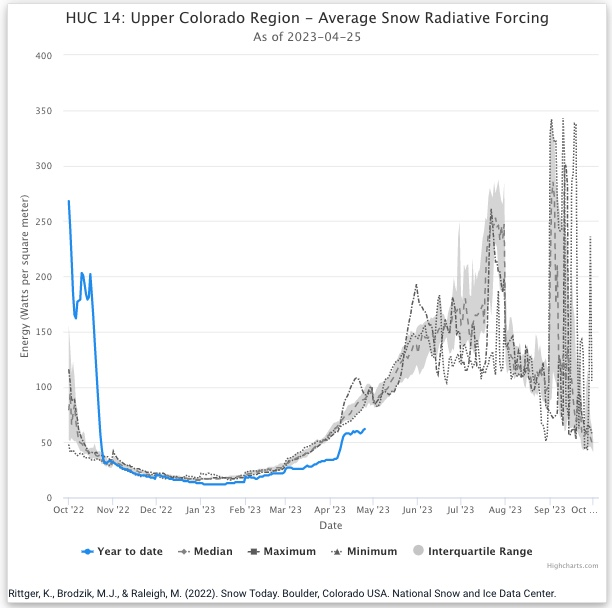 HUC 14: Upper Colorado Region – Average Snow Radiative Forcing
As of 2023-04-25
400
350
300
250
200
150
100
50
0
Energy (Watts per square meter)
Oct '22 Nov '22 Dec '22 Jan '23 Feb '23 Mar '23 Apr '23 May '23 Jun '23 Jul '23 Aug '23 Sep '23 Oct ...
Date
Year to date Median Maximum Minimum Interquartile Range
Highcharts.com
Rittger, K., Brodzik, M.J., & Raleigh, M. (2022). Snow Today. Boulder, Colorado USA. National Snow and Ice Data Center.